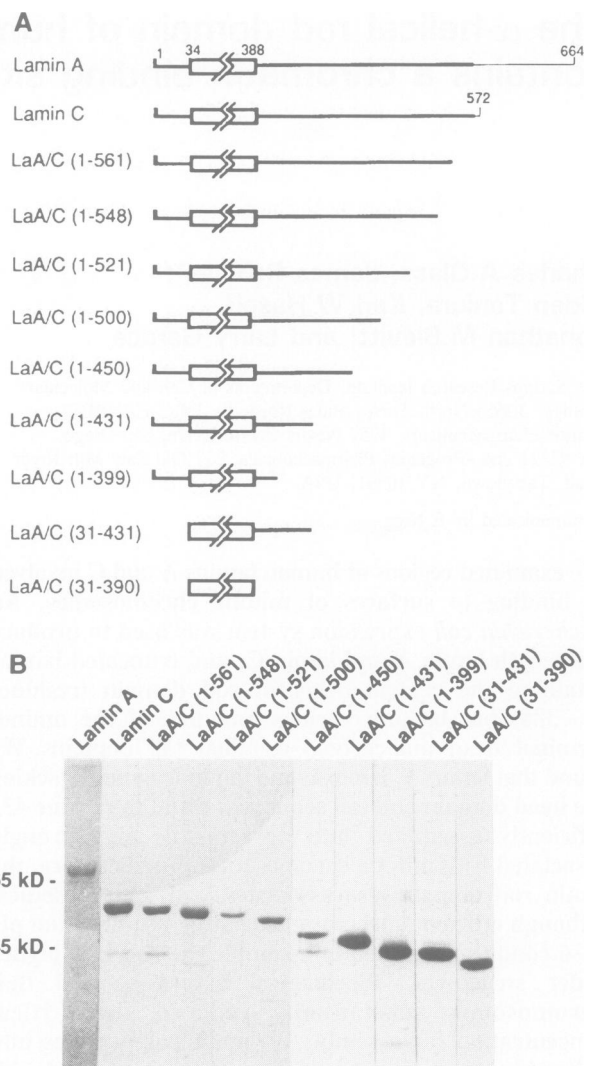 A
1 34 388 664
Lamin A
572
Lamin C
LaA/C (1-561)
LaA/C (1-548)
LaA/C (1-521)
LaA/C (1-500)
LaA/C (1-450)
LaA/C (1-431)
LaA/C (1-399)
LaA/C (31-431)
LaA/C (31-390)
B
Lamin A
Lamin C
LaA/C (1-561)
LaA/C (1-548)
LaA/C (1-521)
LaA/C (1-500)
LaA/C (1-450)
LaA/C (1-431)
LaA/C (1-399)
LaA/C (31-431)
LaA/C (31-390)
5 kD -
5 kD -